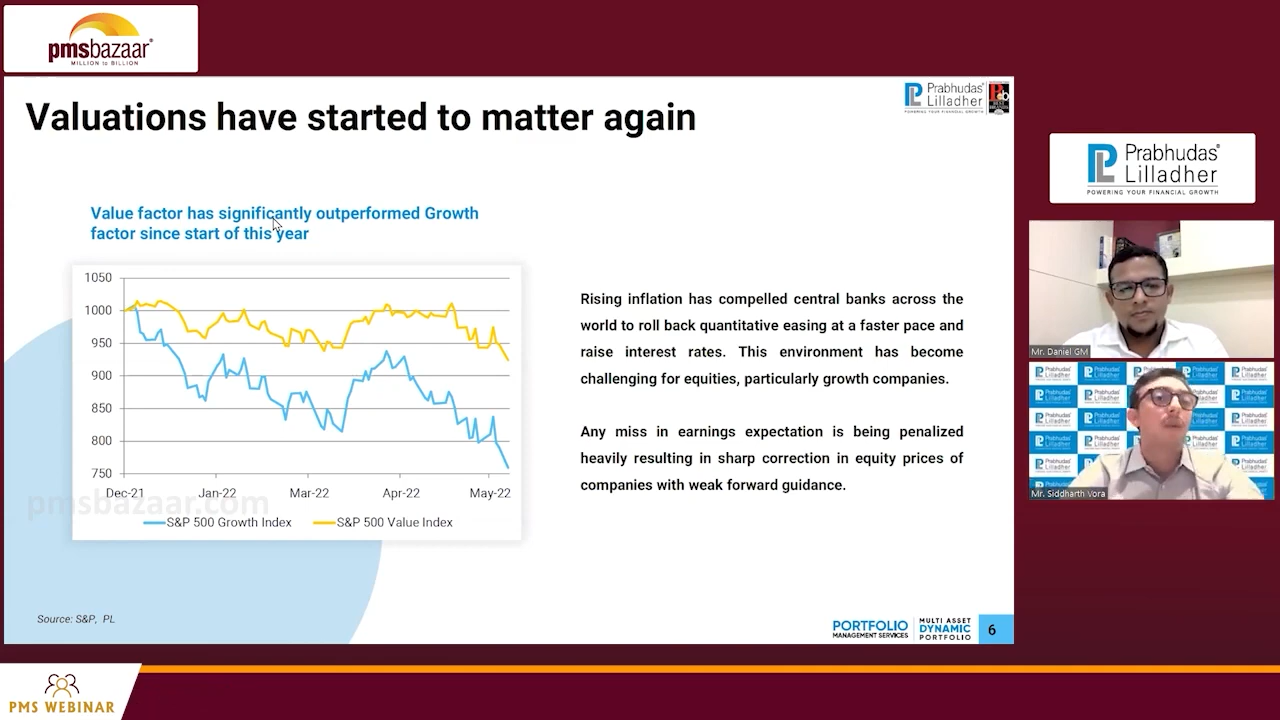 pmsbazaar
MILLION to BILLION
Valuations have started to matter again
Prabhudas
Lilladher
POWERING YOUR FINANCIAL GROWTH
Value factor has significantly outperformed Growth
factor since start of this year
1050
1000
950
900
850
800
750
Dec-21 Jan-22 Mar-22 Apr-22 May-22
S&P 500 Growth Index S&P 500 Value Index
pmsbazaar.com
Rising inflation has compelled central banks across the
world to roll back quantitative easing at a faster pace and
raise interest rates. This environment has become
challenging for equities, particularly growth companies.
Any miss in earnings expectation is being penalized
heavily resulting in sharp correction in equity prices of
companies with weak forward guidance.
Source: S&P, PL
PORTFOLIO
MANAGEMENT SERVICES
MULTI ASSET
DYNAMIC
PORTFOLIO
6
Prabhudas
Lilladher
POWERING YOUR FINANCIAL GROWTH
Mr. Daniel GM
Mr. Siddharth Vora
PMS WEBINAR